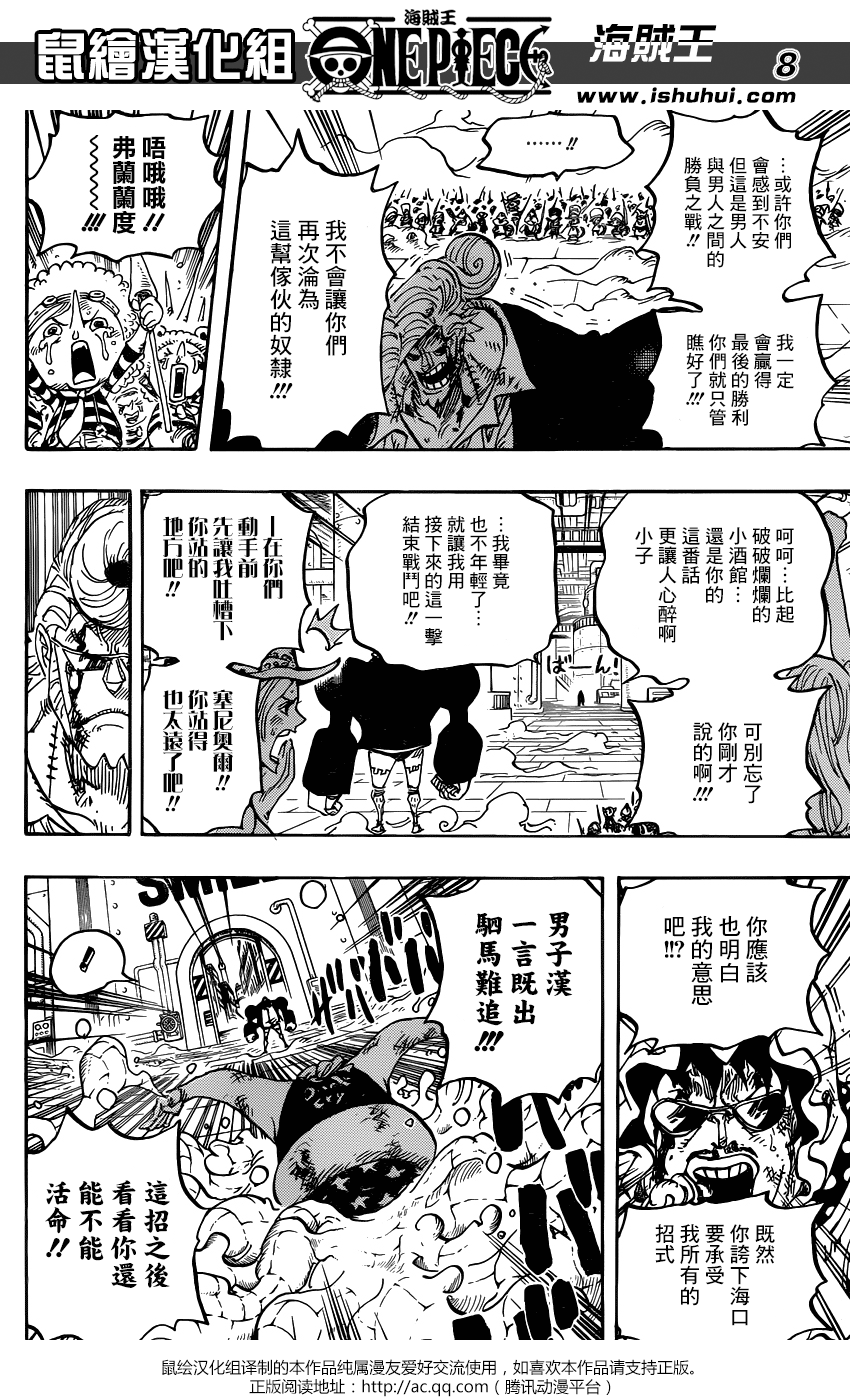 鼠繪漢化組
海賊王
ONE PIECE
海賊王
8
www.ishuhui.com
…或許你們
會感到不安
但這是男人
與男人之間的
勝負之戰!!
我一定
會贏得
最後的勝利
你們就只管
瞧好了!!!
……!!
我不會讓你們
再次淪為
這幫傢伙的奴隸!!!
唔哦哦!!
弗蘭蘭度
~~~!!!
呵呵…比起
破破爛爛的
小酒館…
還是你的
這番話
更讓人心醉啊
小子
可別忘了
你剛才
說的啊!!!
ばーん!
…我畢竟
也不年輕了…
就讓我用
接下來的這一擊
結束戰鬥吧!!
—在你們
動手前
先讓我吐槽下
你站的
地方吧!!
塞尼奧爾!!
你站得
也太遠了吧!!
你應該
也明白
我的意思
吧!!?
既然
你誇下海口
要承受
我所有的
招式
SMILE
男子漢
一言既出
駟馬難追!!!
!
這招之後
看看你還
能不能
活命!!
鼠绘汉化组译制的本作品纯属漫友爱好交流使用，如喜欢本作品请支持正版。
正版阅读地址：http://ac.qq.com（腾讯动漫平台）